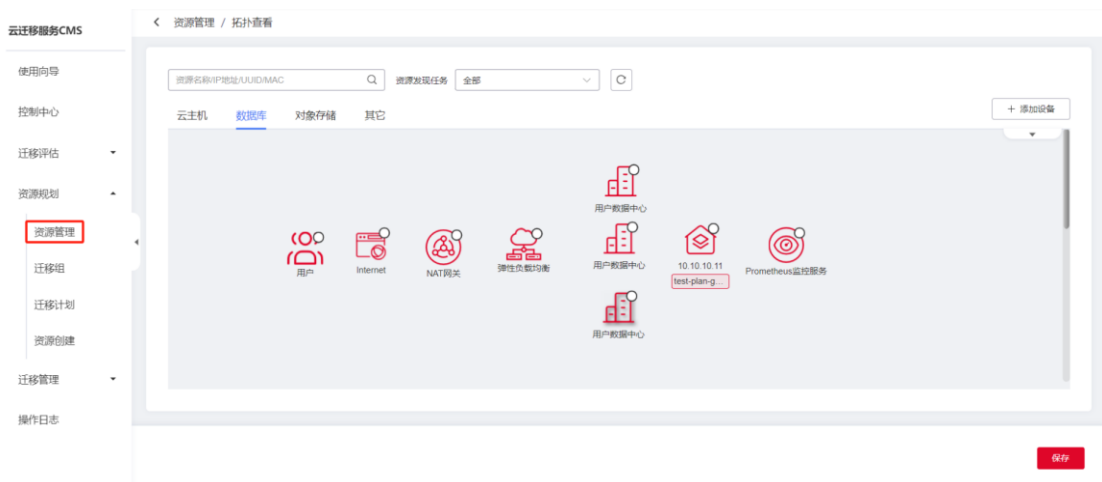 云迁移服务CMS
使用向导
控制中心
迁移评估
资源规划
资源管理
迁移组
迁移计划
资源创建
迁移管理
操作日志
资源管理 / 拓扑查看
资源名称/IP地址/UUID/MAC
资源发现任务 全部
云主机 数据库 对象存储 其它
+ 添加设备
用户数据中心
用户
Internet
NAT网关
弹性负载均衡
用户数据中心
10.10.10.11
test-plan-g...
Prometheus监控服务
用户数据中心
保存